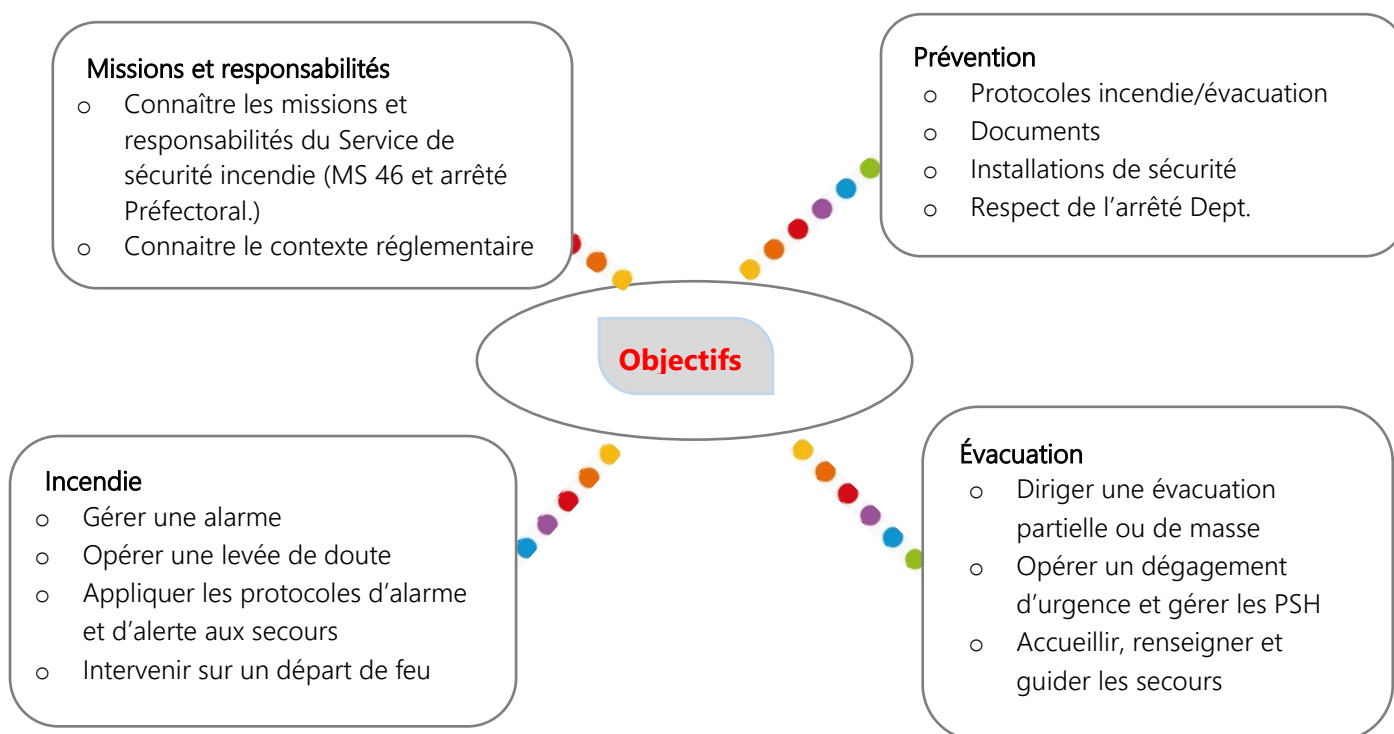 Missions et responsabilités
o Connaître les missions et
responsabilités du Service de
sécurité incendie (MS 46 et arrêté
Préfectoral.)
o Connaitre le contexte réglementaire
Prévention
o Protocoles incendie/évacuation
o Documents
o Installations de sécurité
o Respect de l'arrêté Dept.
Objectifs
Incendie
o Gérer une alarme
o Opérer une levée de doute
o Appliquer les protocoles d'alarme
et d'alerte aux secours
o Intervenir sur un départ de feu
Évacuation
o Diriger une évacuation
partielle ou de masse
o Opérer un dégagement
d'urgence et gérer les PSH
o Accueillir, renseigner et
guider les secours